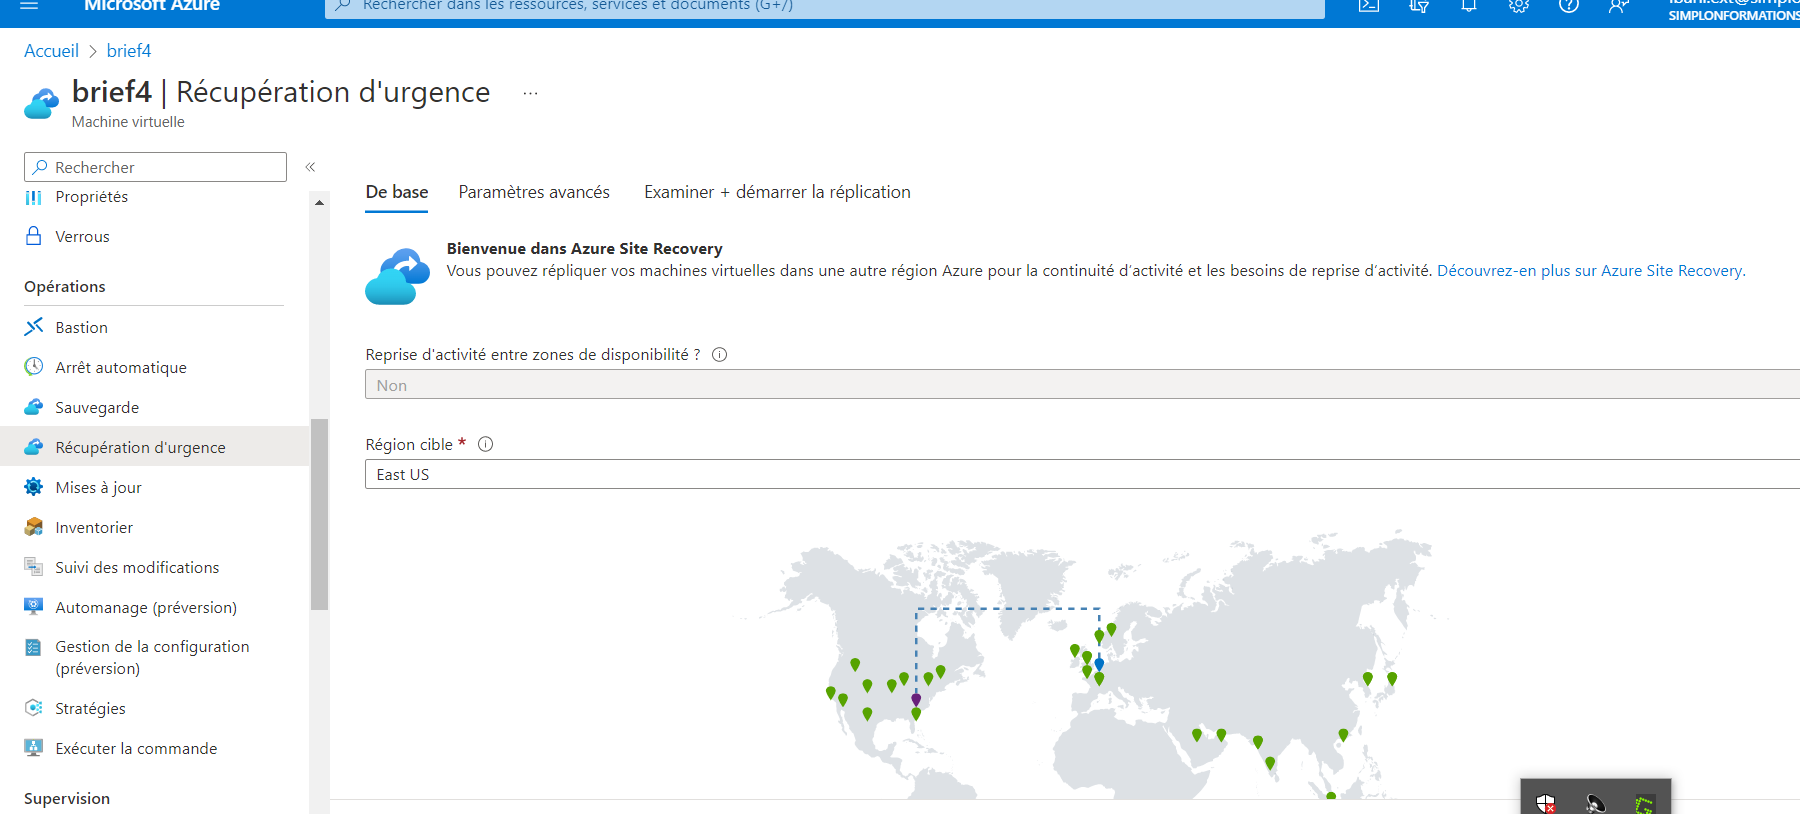 Microsoft Azure
Rechercher dans les ressources, services et documents (G+/)
SIMPLONFORMATIONS
Accueil > brief4
brief4 | Récupération d'urgence ...
Machine virtuelle
Rechercher «
Propriétés
Verrous
Opérations
Bastion
Arrêt automatique
Sauvegarde
Récupération d'urgence
Mises à jour
Inventorier
Suivi des modifications
Automanage (préversion)
Gestion de la configuration
(préversion)
Stratégies
Exécuter la commande
Supervision
De base Paramètres avancés Examiner + démarrer la réplication
Bienvenue dans Azure Site Recovery
Vous pouvez répliquer vos machines virtuelles dans une autre région Azure pour la continuité d’activité et les besoins de reprise d’activité. Découvrez-en plus sur Azure Site Recovery.
Reprise d'activité entre zones de disponibilité ?
Non
Région cible *
East US